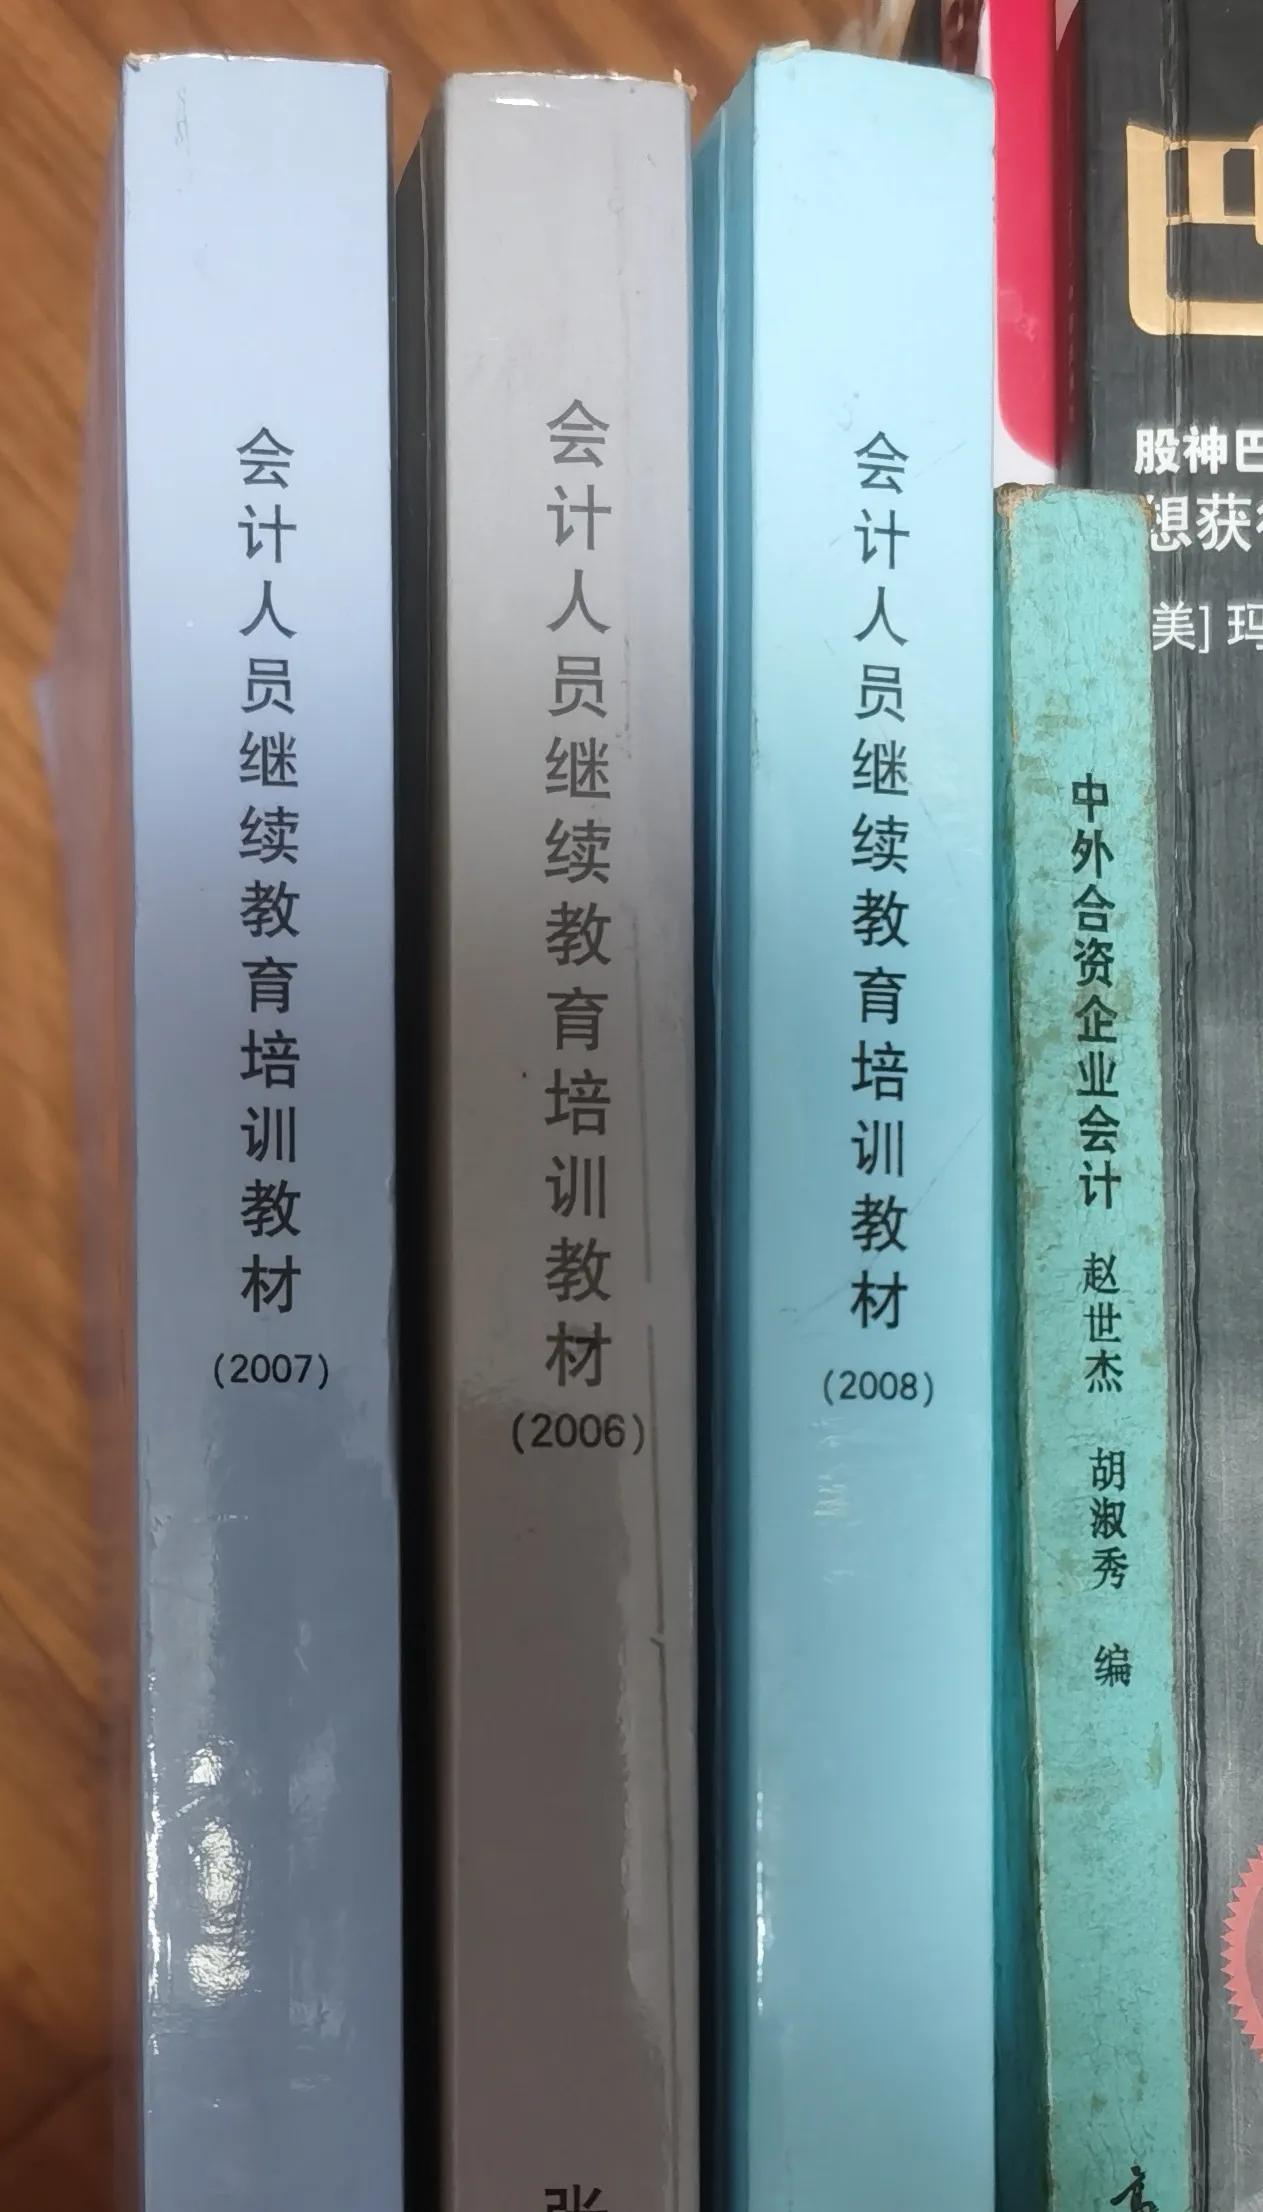 会计人员继续教育培训教材
(2007)
会计人员继续教育培训教材
(2006)
张
会计人员继续教育培训教材
(2008)
中外合资企业会计 赵世杰 胡淑秀 编
股神巴
想获
[美] 玛